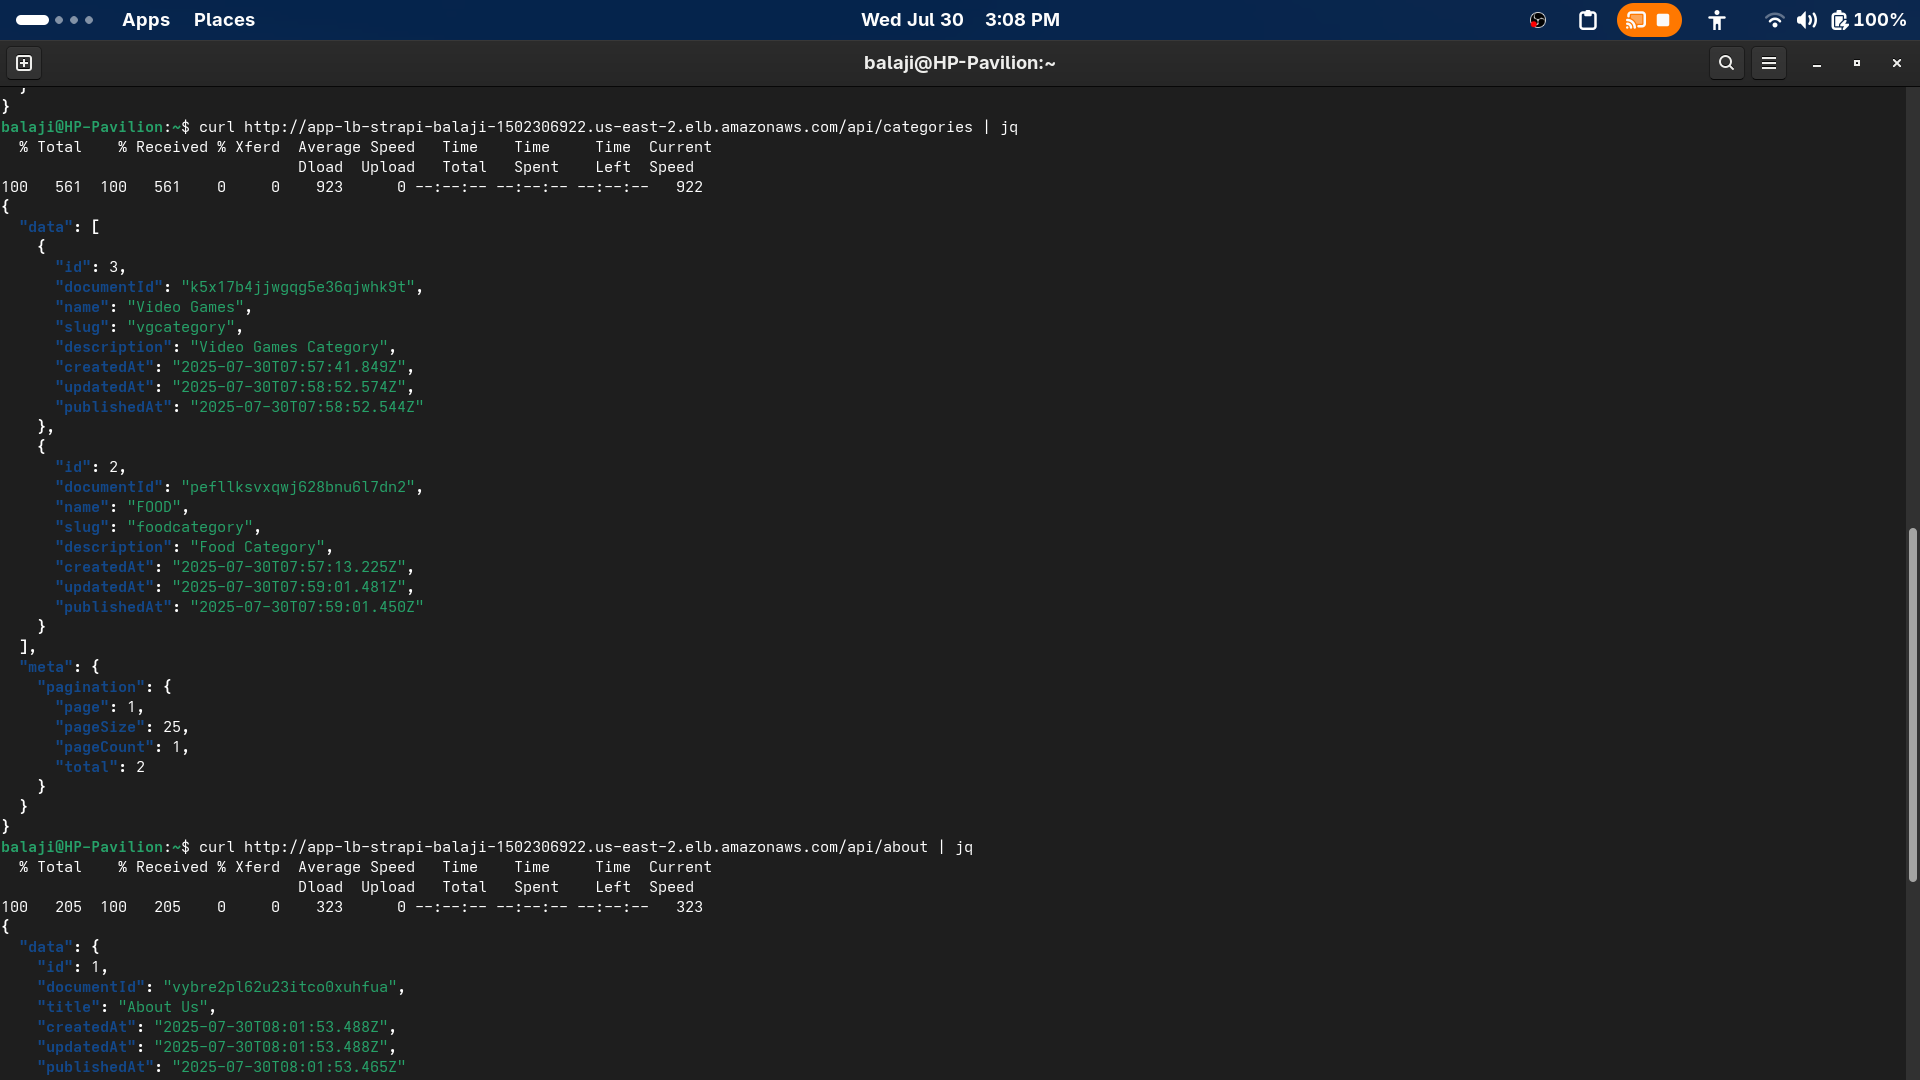 Apps Places Wed Jul 30 3:08 PM 100%
balaji@HP-Pavilion:~
}
balaji@HP-Pavilion:~$ curl http://app-lb-strapi-balaji-1502306922.us-east-2.elb.amazonaws.com/api/categories | jq
  % Total    % Received % Xferd  Average Speed   Time    Time     Time  Current
                                 Dload  Upload   Total   Spent    Left  Speed
100   561  100   561    0     0    923      0 --:--:-- --:--:-- --:--:--   922
{
  "data": [
    {
      "id": 3,
      "documentId": "k5x17b4jjwgqg5e36qjwhk9t",
      "name": "Video Games",
      "slug": "vgcategory",
      "description": "Video Games Category",
      "createdAt": "2025-07-30T07:57:41.849Z",
      "updatedAt": "2025-07-30T07:58:52.574Z",
      "publishedAt": "2025-07-30T07:58:52.544Z"
    },
    {
      "id": 2,
      "documentId": "pefllksvxqwj628bnu6l7dn2",
      "name": "FOOD",
      "slug": "foodcategory",
      "description": "Food Category",
      "createdAt": "2025-07-30T07:57:13.225Z",
      "updatedAt": "2025-07-30T07:59:01.481Z",
      "publishedAt": "2025-07-30T07:59:01.450Z"
    }
  ],
  "meta": {
    "pagination": {
      "page": 1,
      "pageSize": 25,
      "pageCount": 1,
      "total": 2
    }
  }
}
balaji@HP-Pavilion:~$ curl http://app-lb-strapi-balaji-1502306922.us-east-2.elb.amazonaws.com/api/about | jq
  % Total    % Received % Xferd  Average Speed   Time    Time     Time  Current
                                 Dload  Upload   Total   Spent    Left  Speed
100   205  100   205    0     0    323      0 --:--:-- --:--:-- --:--:--   323
{
  "data": {
    "id": 1,
    "documentId": "vybre2pl62u23itco0xuhfua",
    "title": "About Us",
    "createdAt": "2025-07-30T08:01:53.488Z",
    "updatedAt": "2025-07-30T08:01:53.488Z",
    "publishedAt": "2025-07-30T08:01:53.465Z"